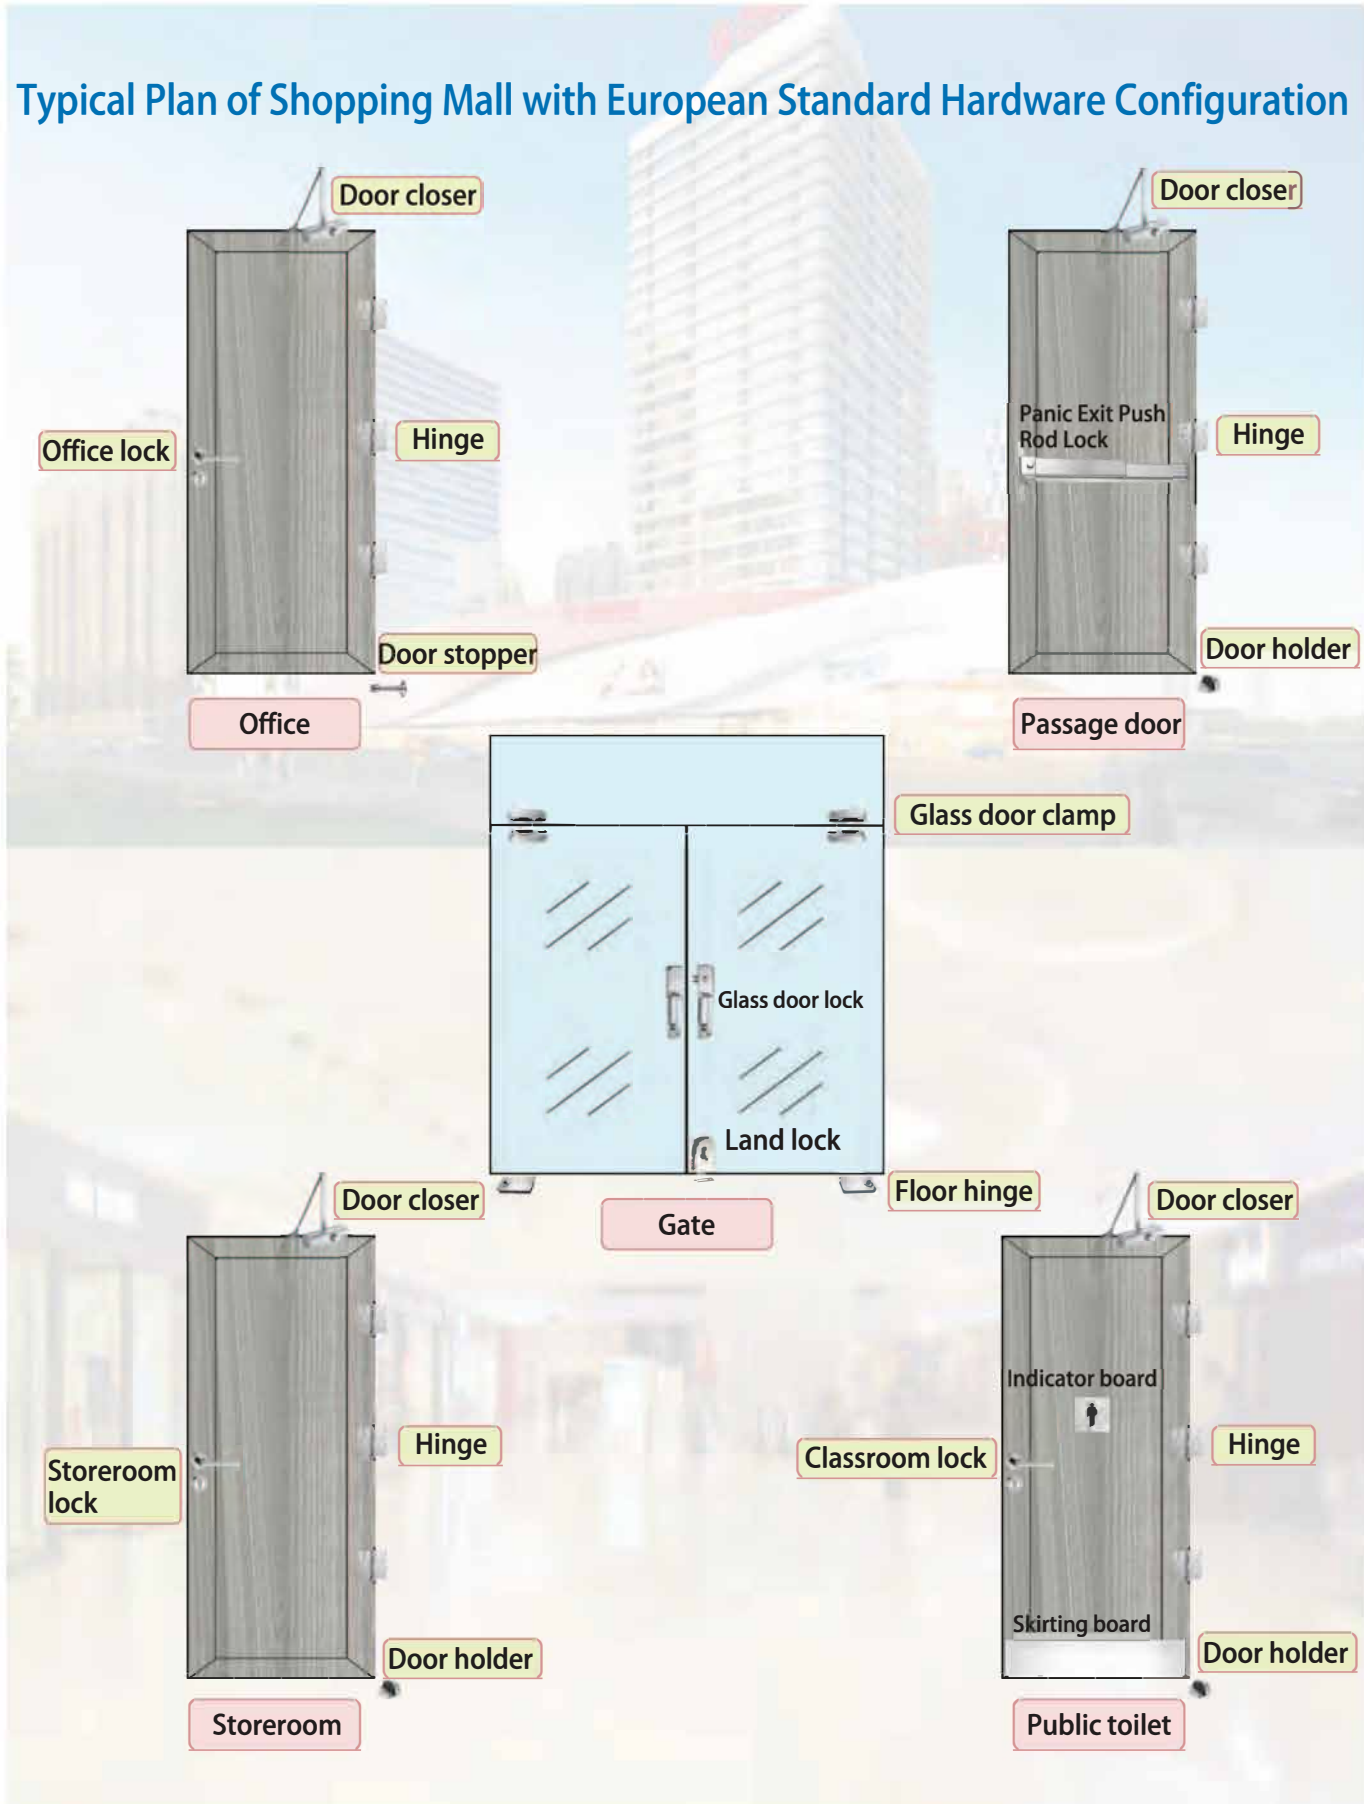 Typical Plan of Shopping Mall with European Standard Hardware Configuration
Door closer
Office lock
Hinge
Door stopper
Office
Door closer
Panic Exit Push
Rod Lock
Hinge
Door holder
Passage door
Glass door clamp
Glass door lock
Land lock
Floor hinge
Gate
Door closer
Storeroom
lock
Hinge
Door holder
Storeroom
Door closer
Indicator board
Classroom lock
Hinge
Skirting board
Door holder
Public toilet